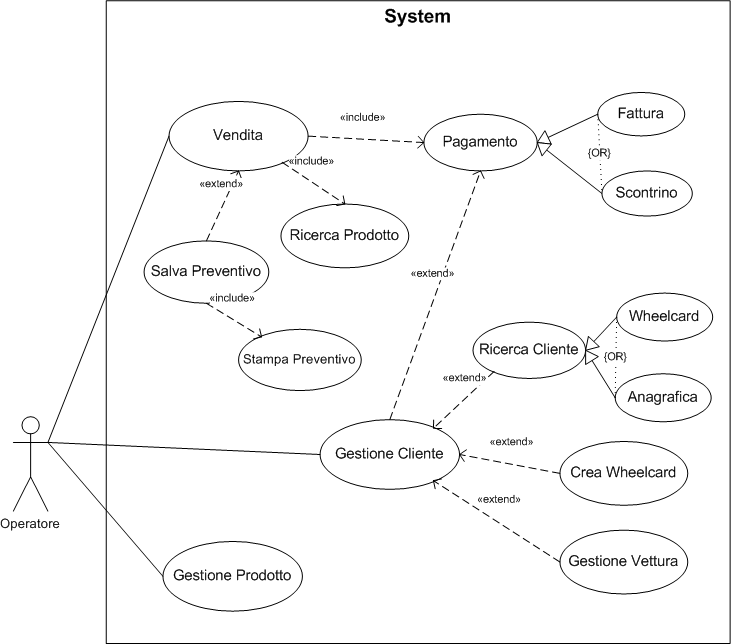 System
Fattura
«include»
Vendita
Pagamento
{OR}
«include»
«extend»
Scontrino
Ricerca Prodotto
Salva Preventivo
«extend»
«include»
Wheelcard
Ricerca Cliente
{OR}
Stampa Preventivo
«extend»
Anagrafica
«extend»
Gestione Cliente
Crea Wheelcard
«extend»
Operatore
Gestione Vettura
Gestione Prodotto